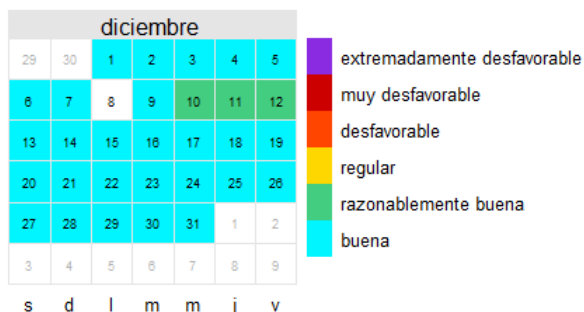 diciembre
29 30 1 2 3 4 5
6 7 8 9 10 11 12
13 14 15 16 17 18 19
20 21 22 23 24 25 26
27 28 29 30 31 1 2
3 4 5 6 7 8 9
s d l m m j v
extremadamente desfavorable
muy desfavorable
desfavorable
regular
razonablemente buena
buena